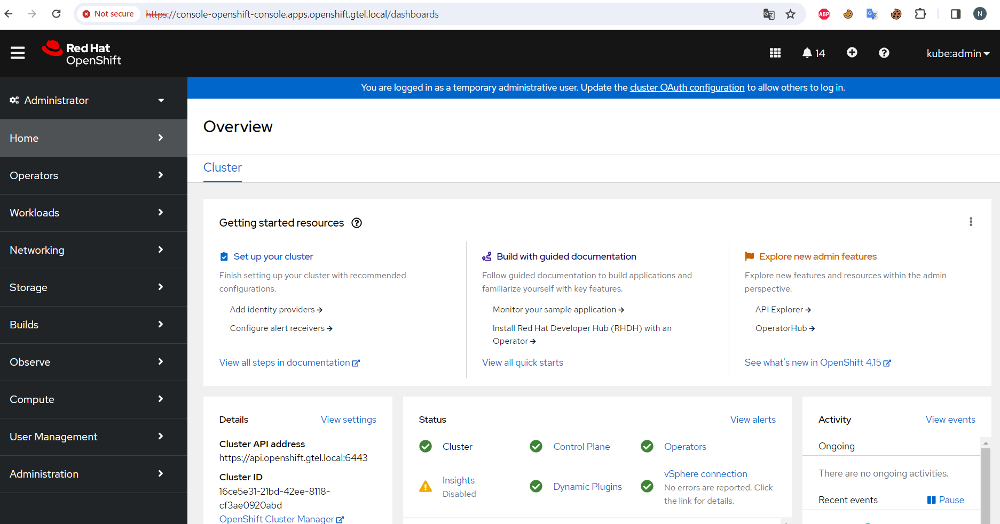 Not secure https://console-openshift-console.apps.openshift.gtel.local/dashboards
ABP
N
Red Hat
OpenShift
14
kube:admin
Administrator
Home
Operators
Workloads
Networking
Storage
Builds
Observe
Compute
User Management
Administration
You are logged in as a temporary administrative user. Update the cluster OAuth configuration to allow others to log in.
Overview
Cluster
Getting started resources
Set up your cluster
Finish setting up your cluster with recommended
configurations.
Add identity providers
Configure alert receivers
View all steps in documentation
Build with guided documentation
Follow guided documentation to build applications and
familiarize yourself with key features.
Monitor your sample application
Install Red Hat Developer Hub (RHDH) with an
Operator
View all quick starts
Explore new admin features
Explore new features and resources within the admin
perspective.
API Explorer
OperatorHub
See what's new in OpenShift 4.15
Details
View settings
Cluster API address
https://api.openshift.gtel.local:6443
Cluster ID
16ce5e31-21bd-42ee-8118-
cf3ae0920abd
OpenShift Cluster Manager
Status
View alerts
Cluster
Control Plane
Operators
Insights
Disabled
Dynamic Plugins
vSphere connection
No errors are reported. Click
the link for details.
Activity
View events
Ongoing
There are no ongoing activities.
Recent events
Pause